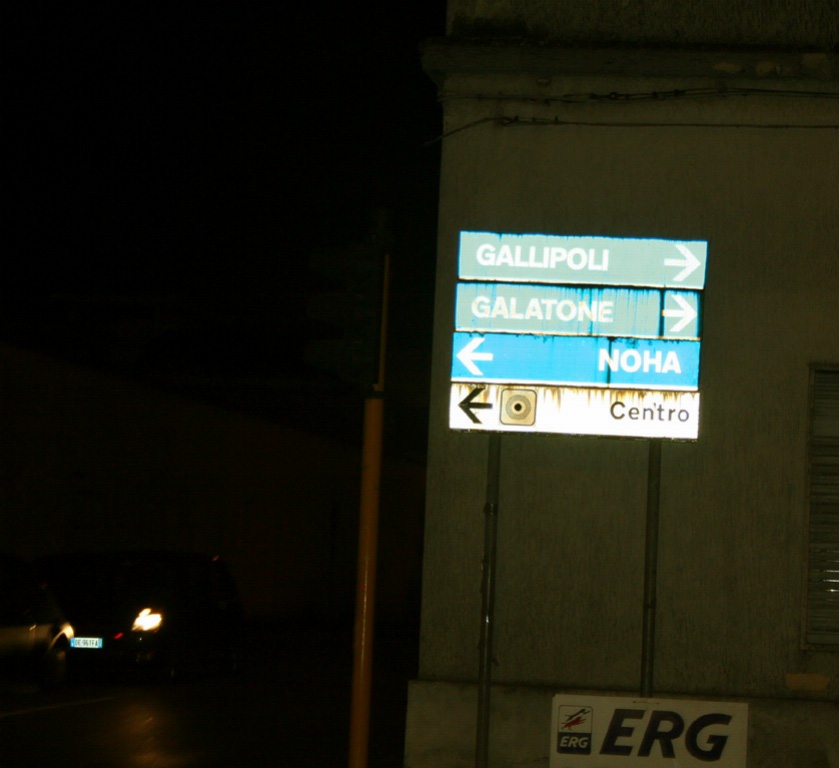 GALLIPOLI
GALATONE
NOHA
Centro
ERG ERG